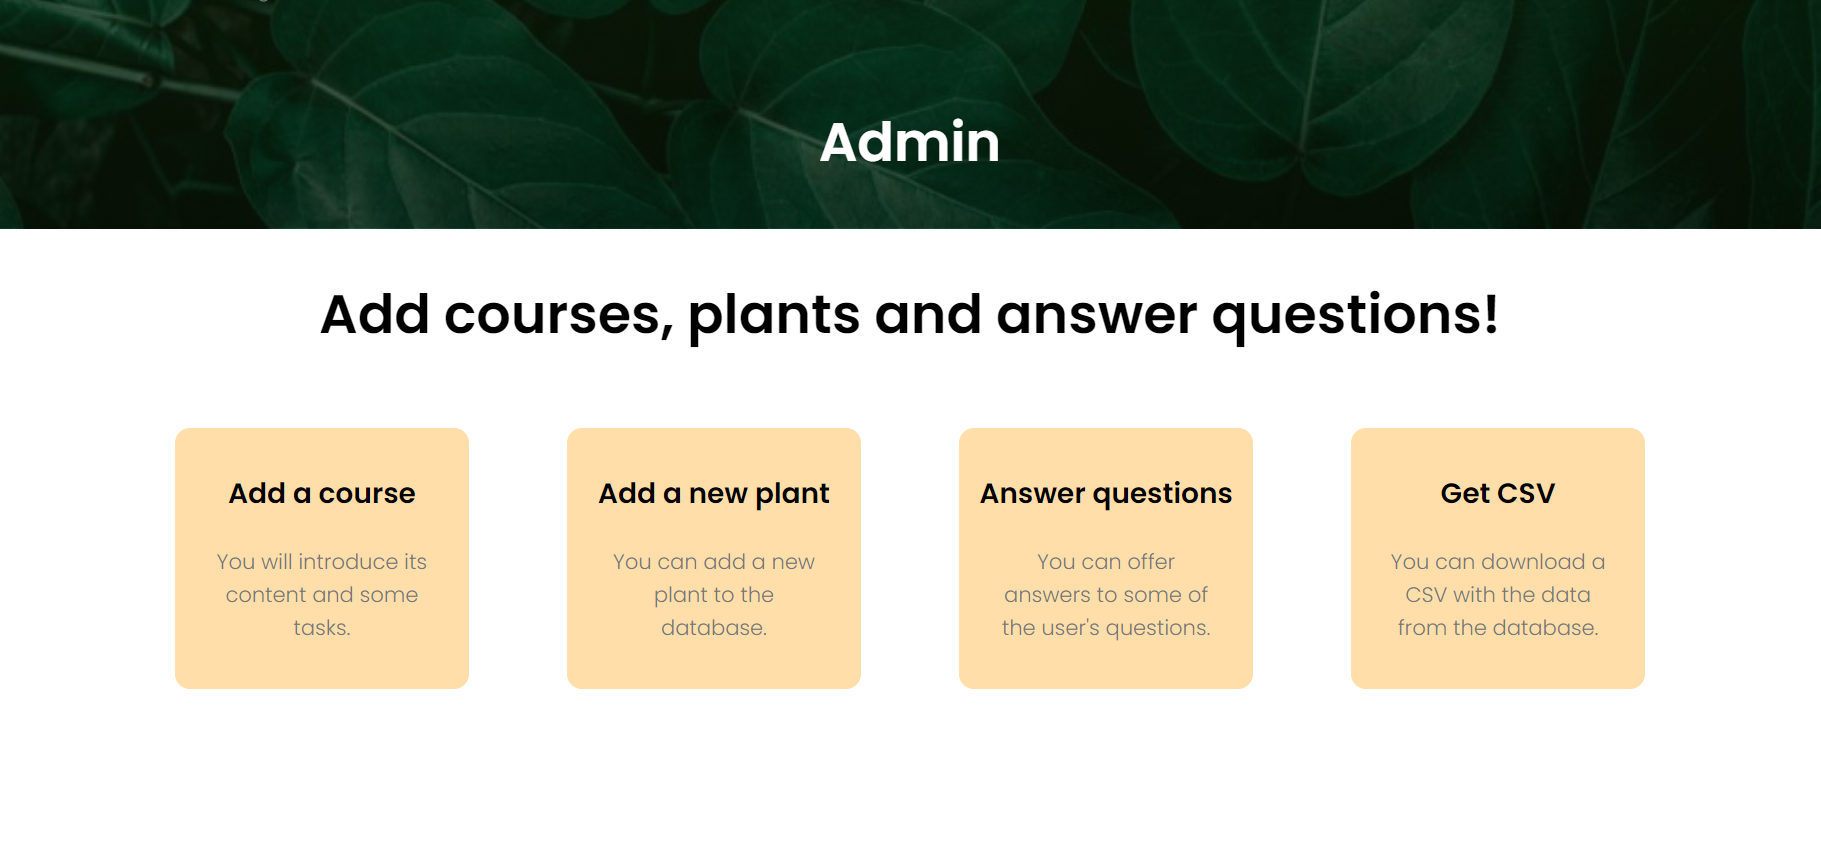 Admin
Add courses, plants and answer questions!
Add a course
You will introduce its
content and some
tasks.
Add a new plant
You can add a new
plant to the
database.
Answer questions
You can offer
answers to some of
the user's questions.
Get CSV
You can download a
CSV with the data
from the database.